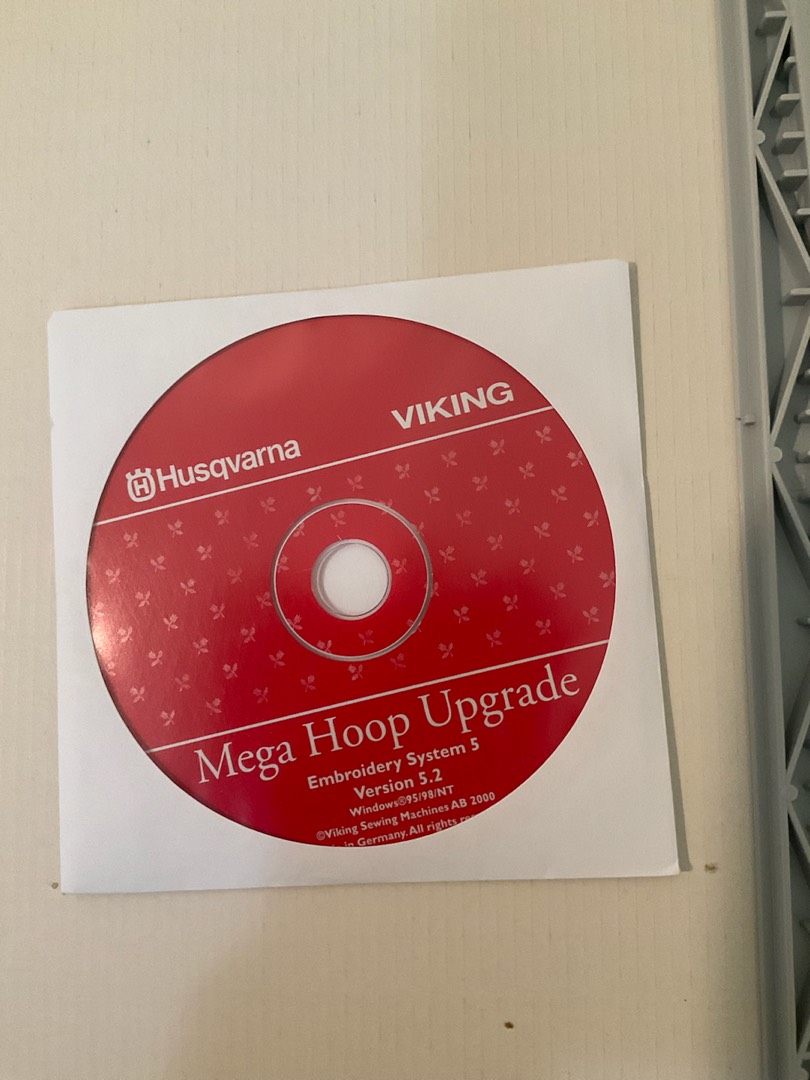 Husqvarna
VIKING
Mega Hoop Upgrade
Embroidery System 5
Version 5.2
Windows®95/98/NT
©Viking Sewing Machines AB 2000
in Germany. All rights